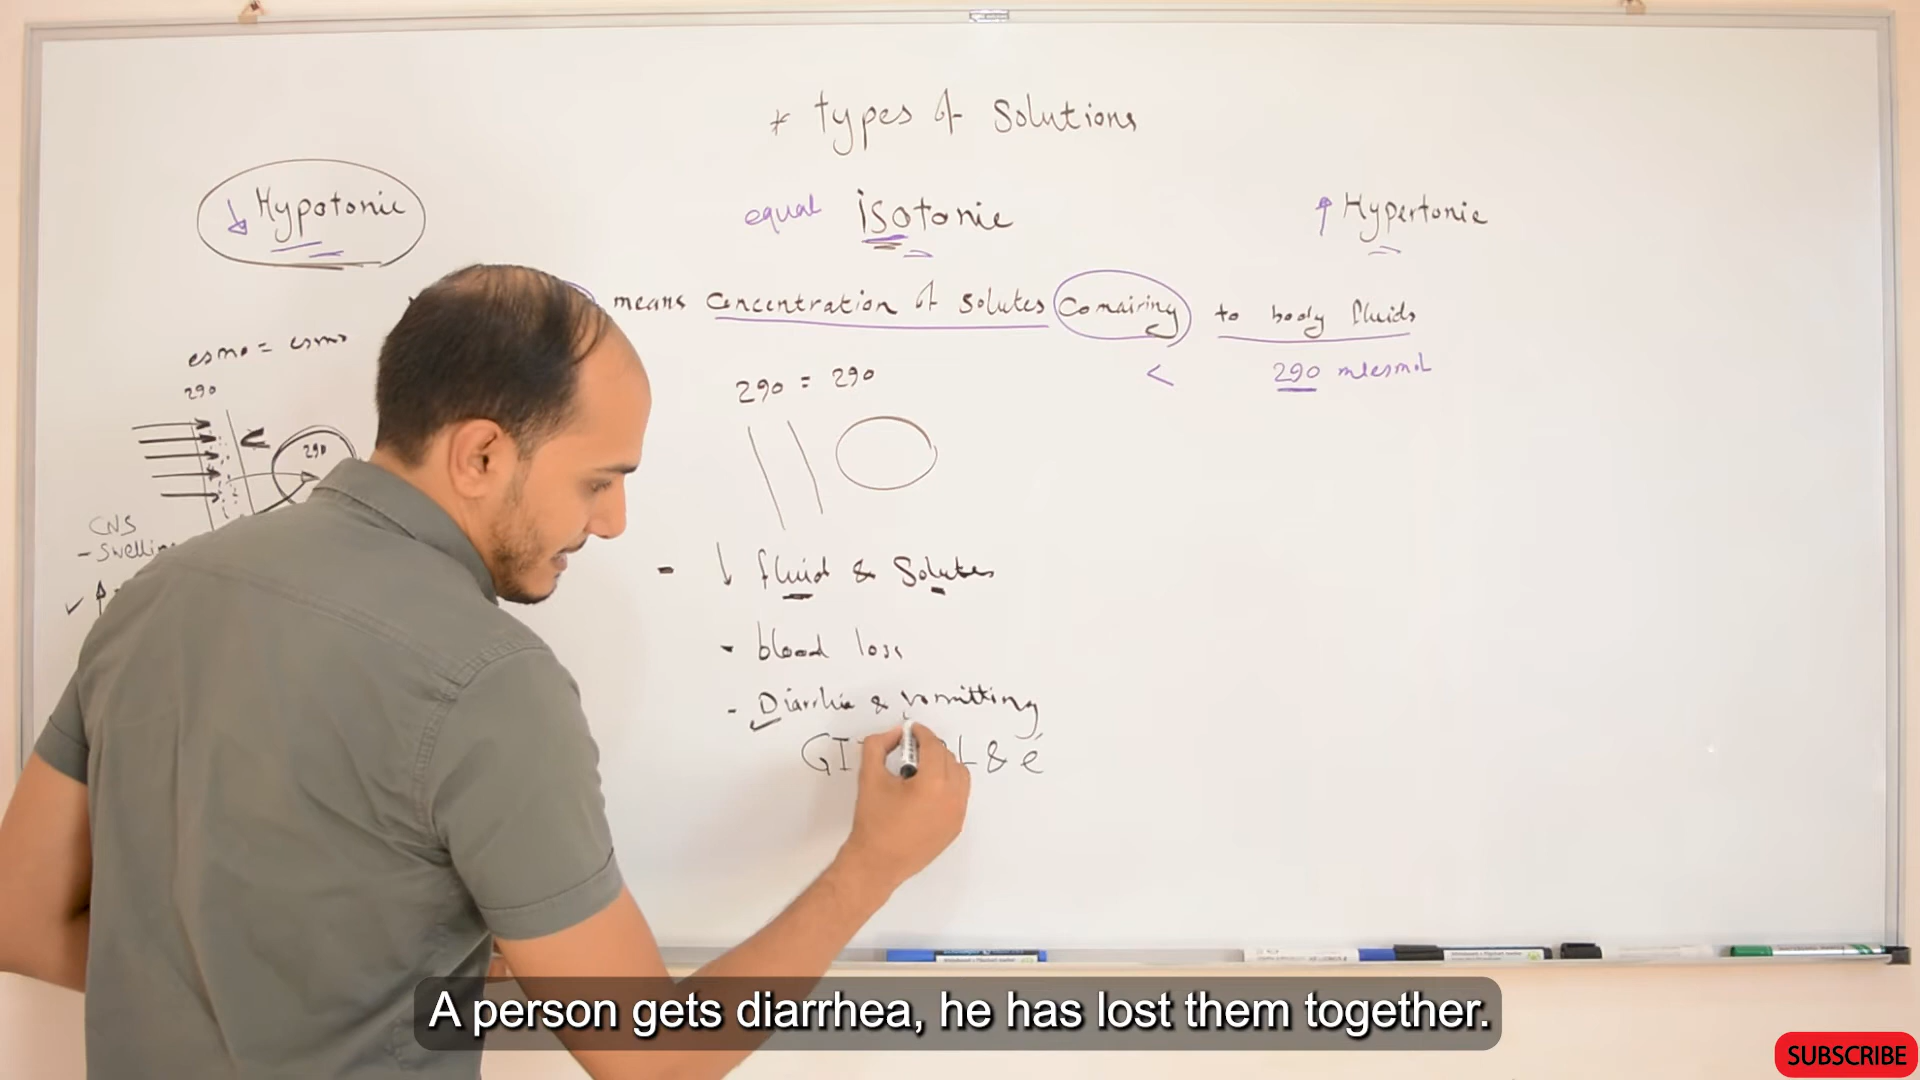 * types of Solutions
↓ Hypotonic
equal isotonic
↑ Hypertonic
means Concentration of Solutes Comairing to body fluids
osmo = osmo
290
290
290 = 290
< 290 mlosmol
CNS
- Swelling
✓ ↑
- ↓ fluid & Solutes
- blood loss
- Diarrhia & vomitting
GI L & é
A person gets diarrhea, he has lost them together.
SUBSCRIBE